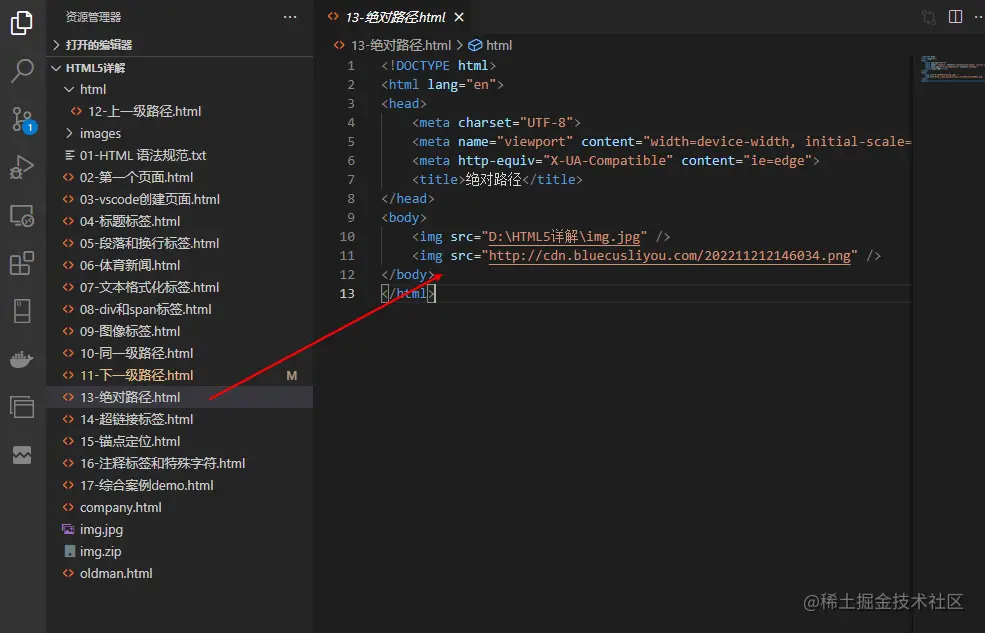 资源管理器
打开的编辑器
HTML5详解
html
12-上一级路径.html
images
01-HTML 语法规范.txt
02-第一个页面.html
03-vscode创建页面.html
04-标题标签.html
05-段落和换行标签.html
06-体育新闻.html
07-文本格式化标签.html
08-div和span标签.html
09-图像标签.html
10-同一级路径.html
11-下一级路径.html M
13-绝对路径.html
14-超链接标签.html
15-锚点定位.html
16-注释标签和特殊字符.html
17-综合案例demo.html
company.html
img.jpg
img.zip
oldman.html
1
13-绝对路径.html
13-绝对路径.html > html
1 <!DOCTYPE html>
2 <html lang="en">
3 <head>
4 <meta charset="UTF-8">
5 <meta name="viewport" content="width=device-width, initial-scale=
6 <meta http-equiv="X-UA-Compatible" content="ie=edge">
7 <title>绝对路径</title>
8 </head>
9 <body>
10 <img src="D:\HTML5详解\img.jpg" />
11 <img src="http://cdn.bluecusliyou.com/202211212146034.png" />
12 </body>
13 </html>
@稀土掘金技术社区